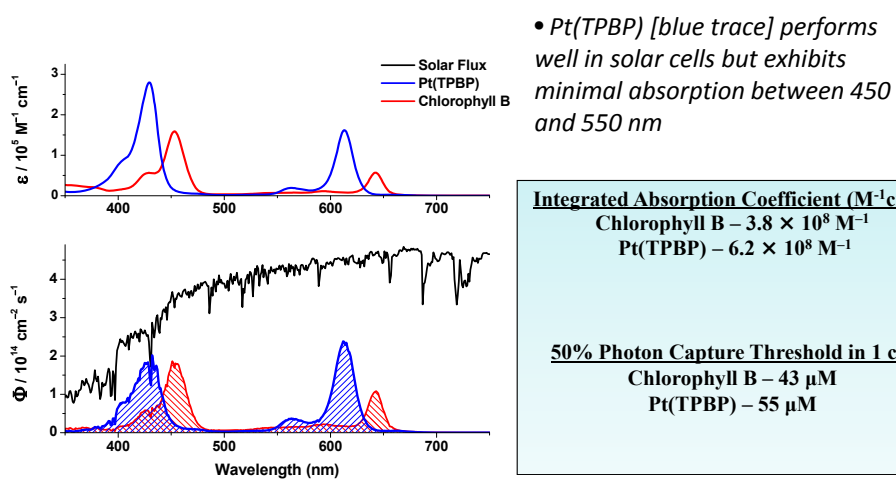 • Pt(TPBP) [blue trace] performs
well in solar cells but exhibits
minimal absorption between 450
and 550 nm
Solar Flux
Pt(TPBP)
Chlorophyll B
ε / 10⁵ M⁻¹ cm⁻¹
3
2
1
0
400
500
600
700
Φ / 10¹⁴ cm⁻² s⁻¹
4
3
2
1
0
400
500
600
700
Wavelength (nm)
Integrated Absorption Coefficient (M⁻¹c
Chlorophyll B – 3.8 × 10⁸ M⁻¹
Pt(TPBP) – 6.2 × 10⁸ M⁻¹
50% Photon Capture Threshold in 1 c
Chlorophyll B – 43 µM
Pt(TPBP) – 55 µM